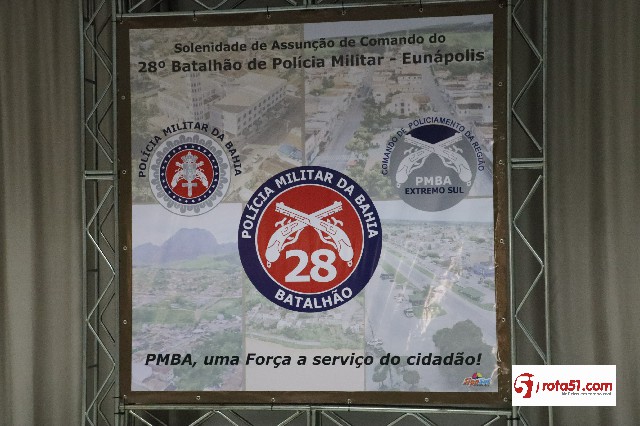 Solenidade de Assunção de Comando do
28º Batalhão de Polícia Militar - Eunápolis
POLÍCIA MILITAR DA BAHIA
COMANDO DE POLICIAMENTO DA REGIÃO
PMBA
EXTREMO SUL
POLÍCIA MILITAR DA BAHIA
28
BATALHÃO
PMBA, uma Força a serviço do cidadão!
rota51.com